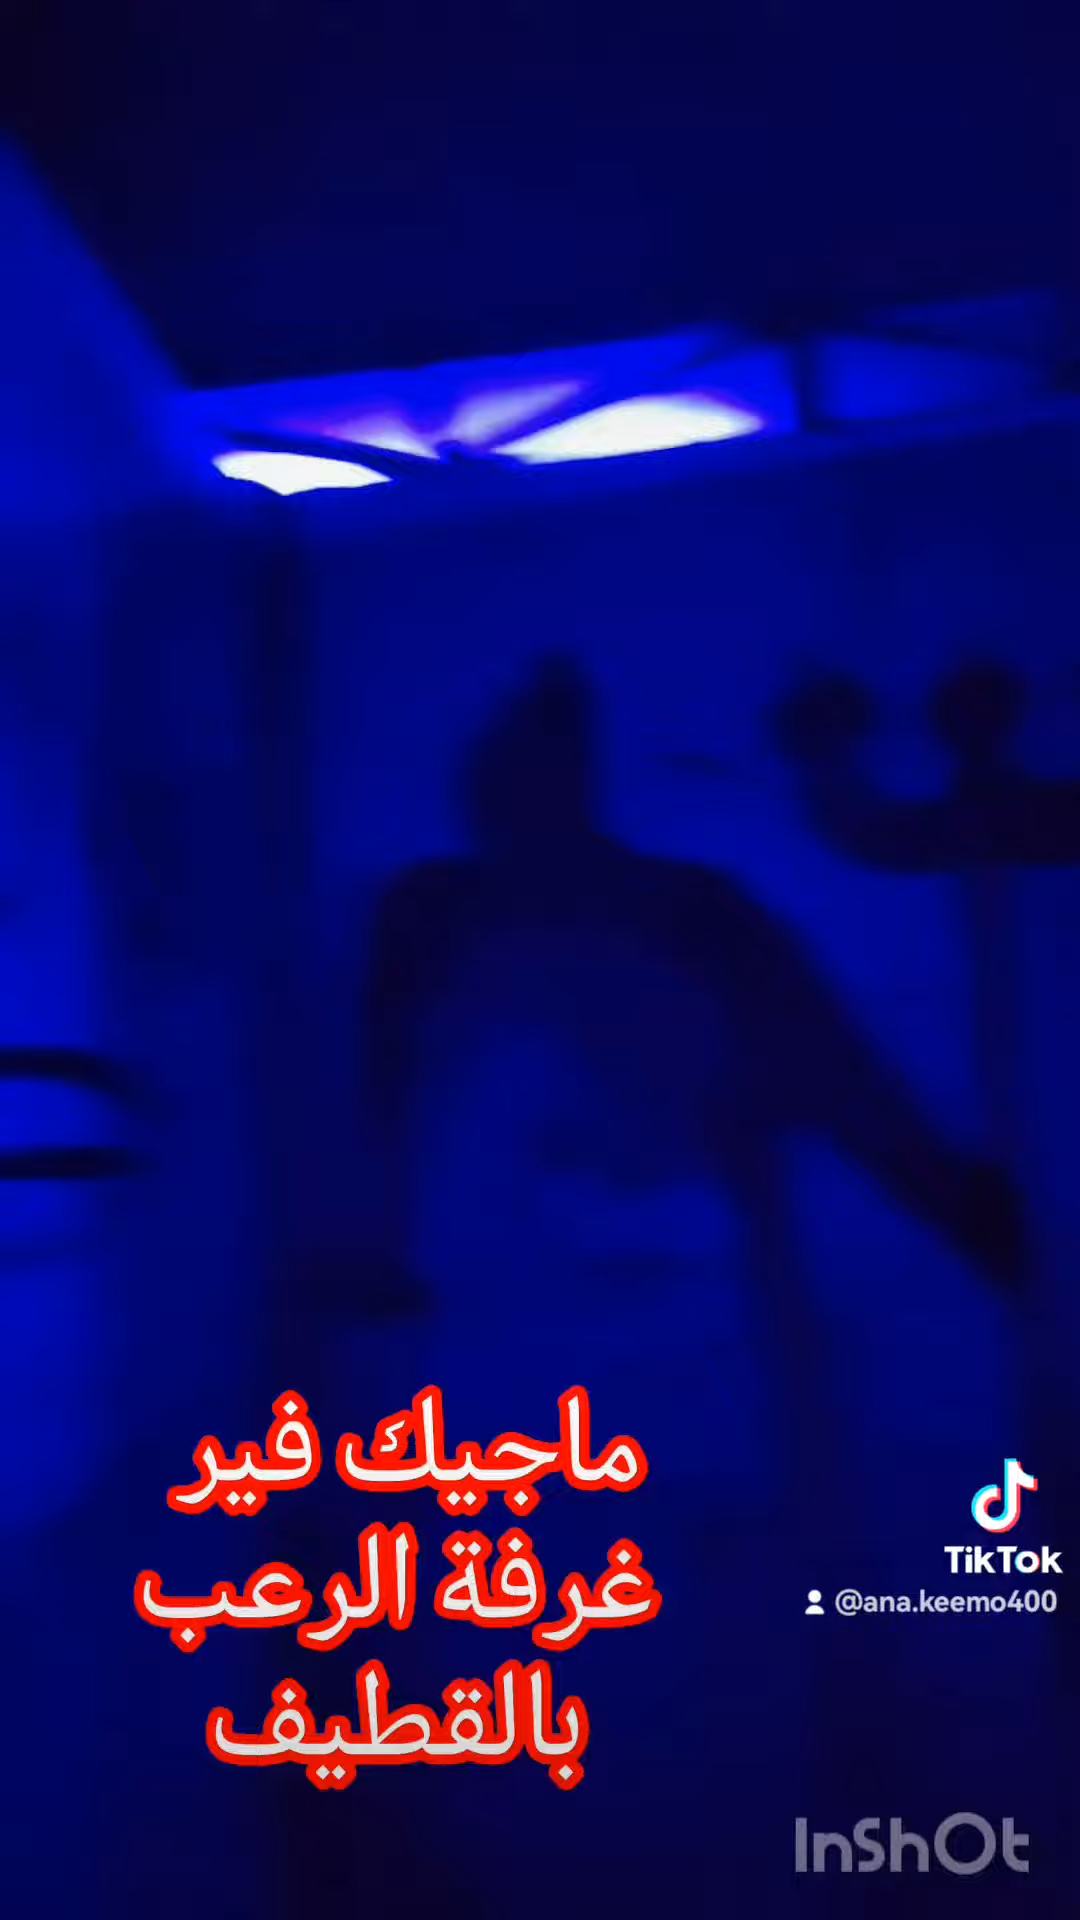 ماجيك فير
غرفة الرعب
بالقطيف
TikTok
@ana.keemo400
InShOt